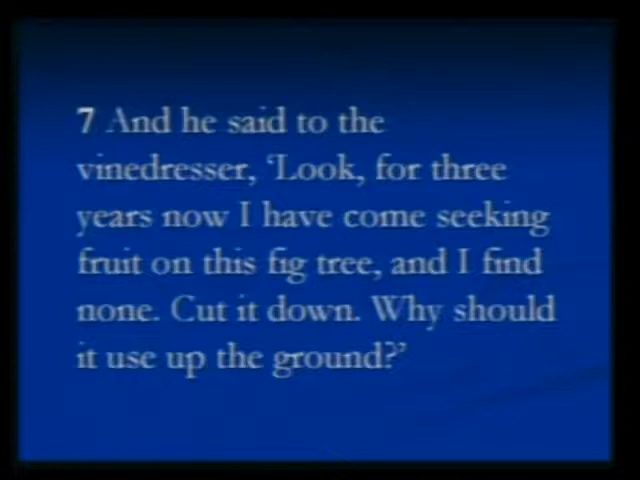 7 And he said to the
vinedresser, ‘Look, for three
years now I have come seeking
fruit on this fig tree, and I find
none. Cut it down. Why should
it use up the ground?’